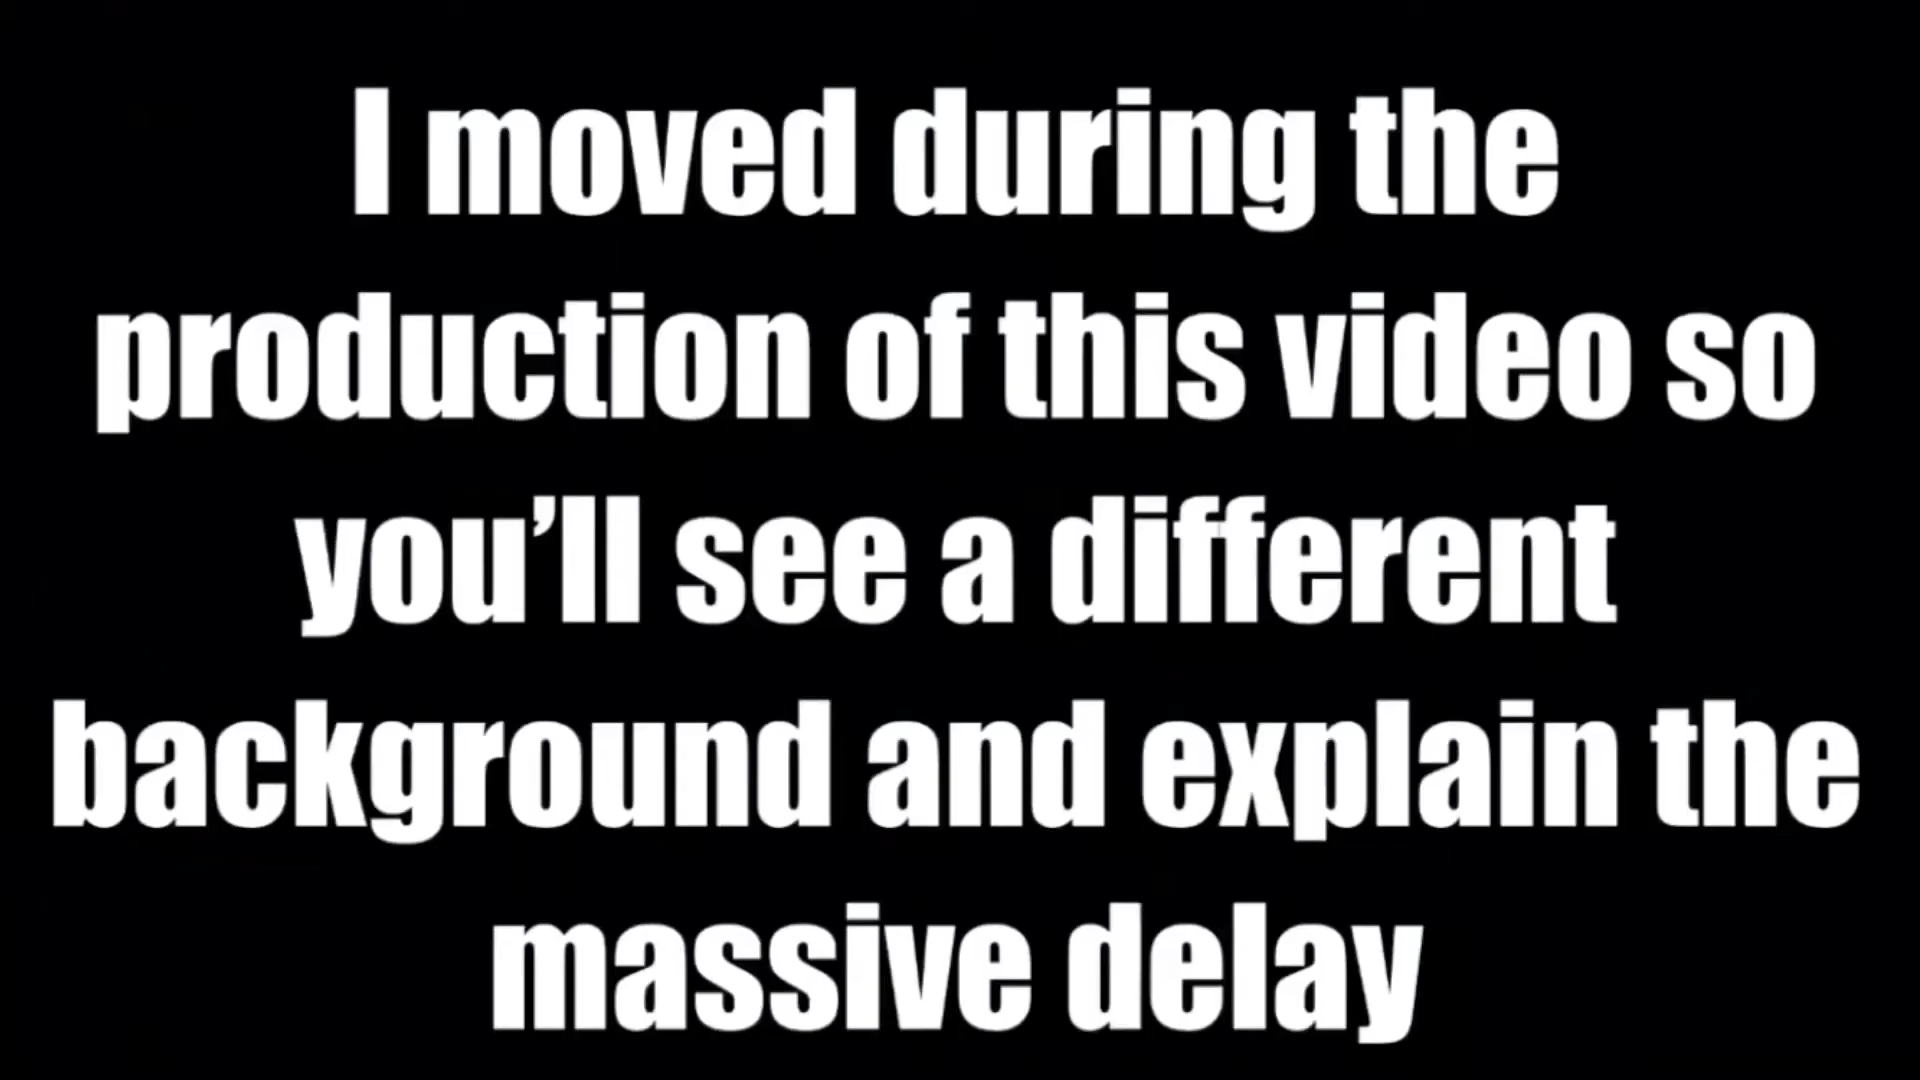 I moved during the
production of this video so
you’ll see a different
background and explain the
massive delay